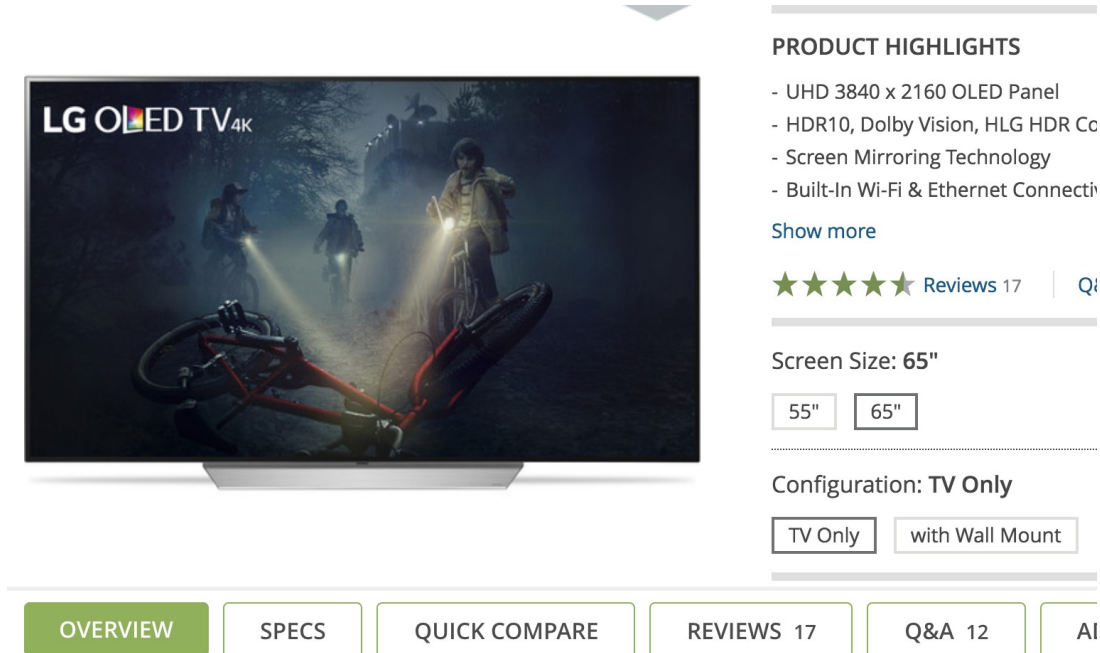 LG OLED TV4K
PRODUCT HIGHLIGHTS
- UHD 3840 x 2160 OLED Panel
- HDR10, Dolby Vision, HLG HDR Co
- Screen Mirroring Technology
- Built-In Wi-Fi & Ethernet Connectiv
Show more
Reviews 17
Q&
Screen Size: 65"
55" 65"
Configuration: TV Only
TV Only with Wall Mount
OVERVIEW SPECS QUICK COMPARE REVIEWS 17 Q&A 12